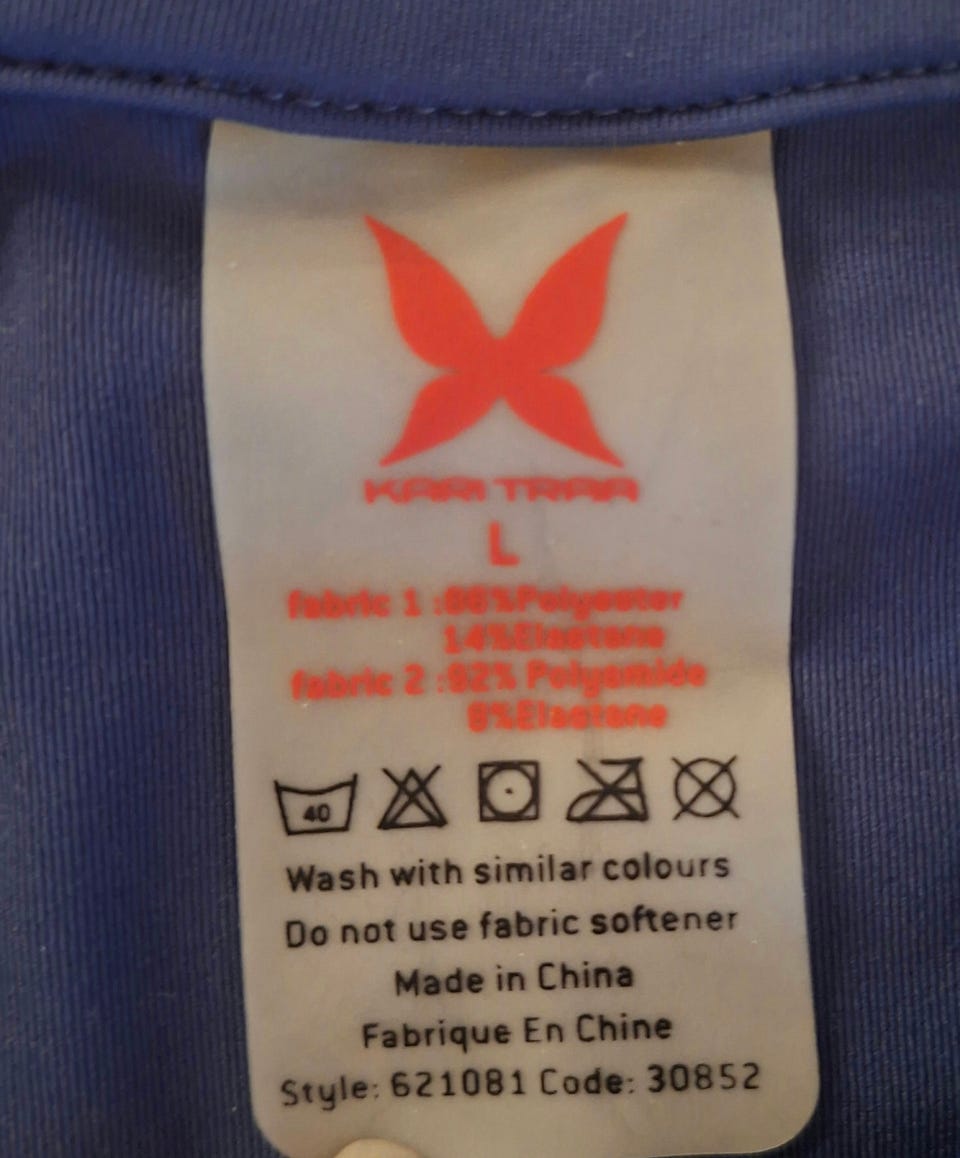 KARI TRAA
L
fabric 1 :86%Polyester
14%Elastane
fabric 2 :92% Polyamide
8%Elastane
40
Wash with similar colours
Do not use fabric softener
Made in China
Fabrique En Chine
Style: 621081 Code: 30852